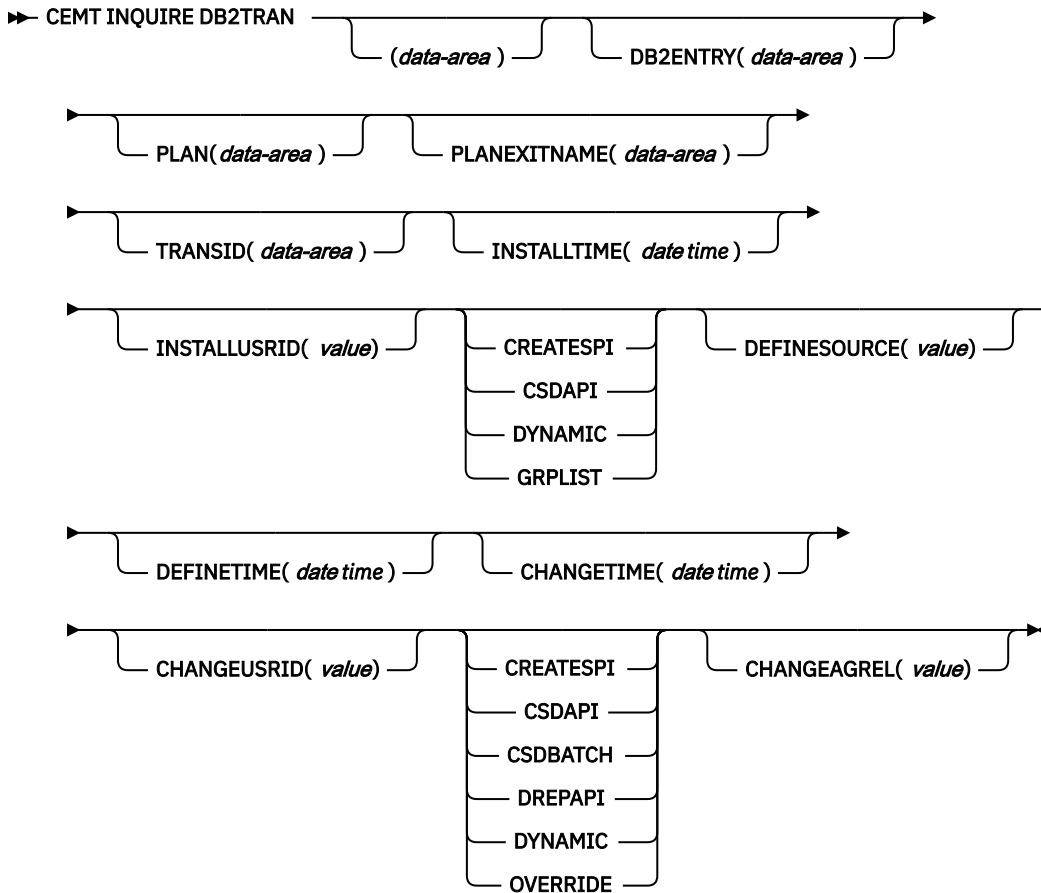 CEMT INQUIRE DB2TRAN
(data-area )
DB2ENTRY( data-area )
PLAN(data-area )
PLANEXITNAME( data-area )
TRANSID( data-area )
INSTALLTIME( date time )
INSTALLUSRID( value)
CREATESPI
CSDAPI
DYNAMIC
GRPLIST
DEFINESOURCE( value)
DEFINETIME( date time )
CHANGETIME( date time )
CHANGEUSRID( value)
CREATESPI
CSDAPI
CSDBATCH
DREPAPI
DYNAMIC
OVERRIDE
CHANGEAGREL( value)